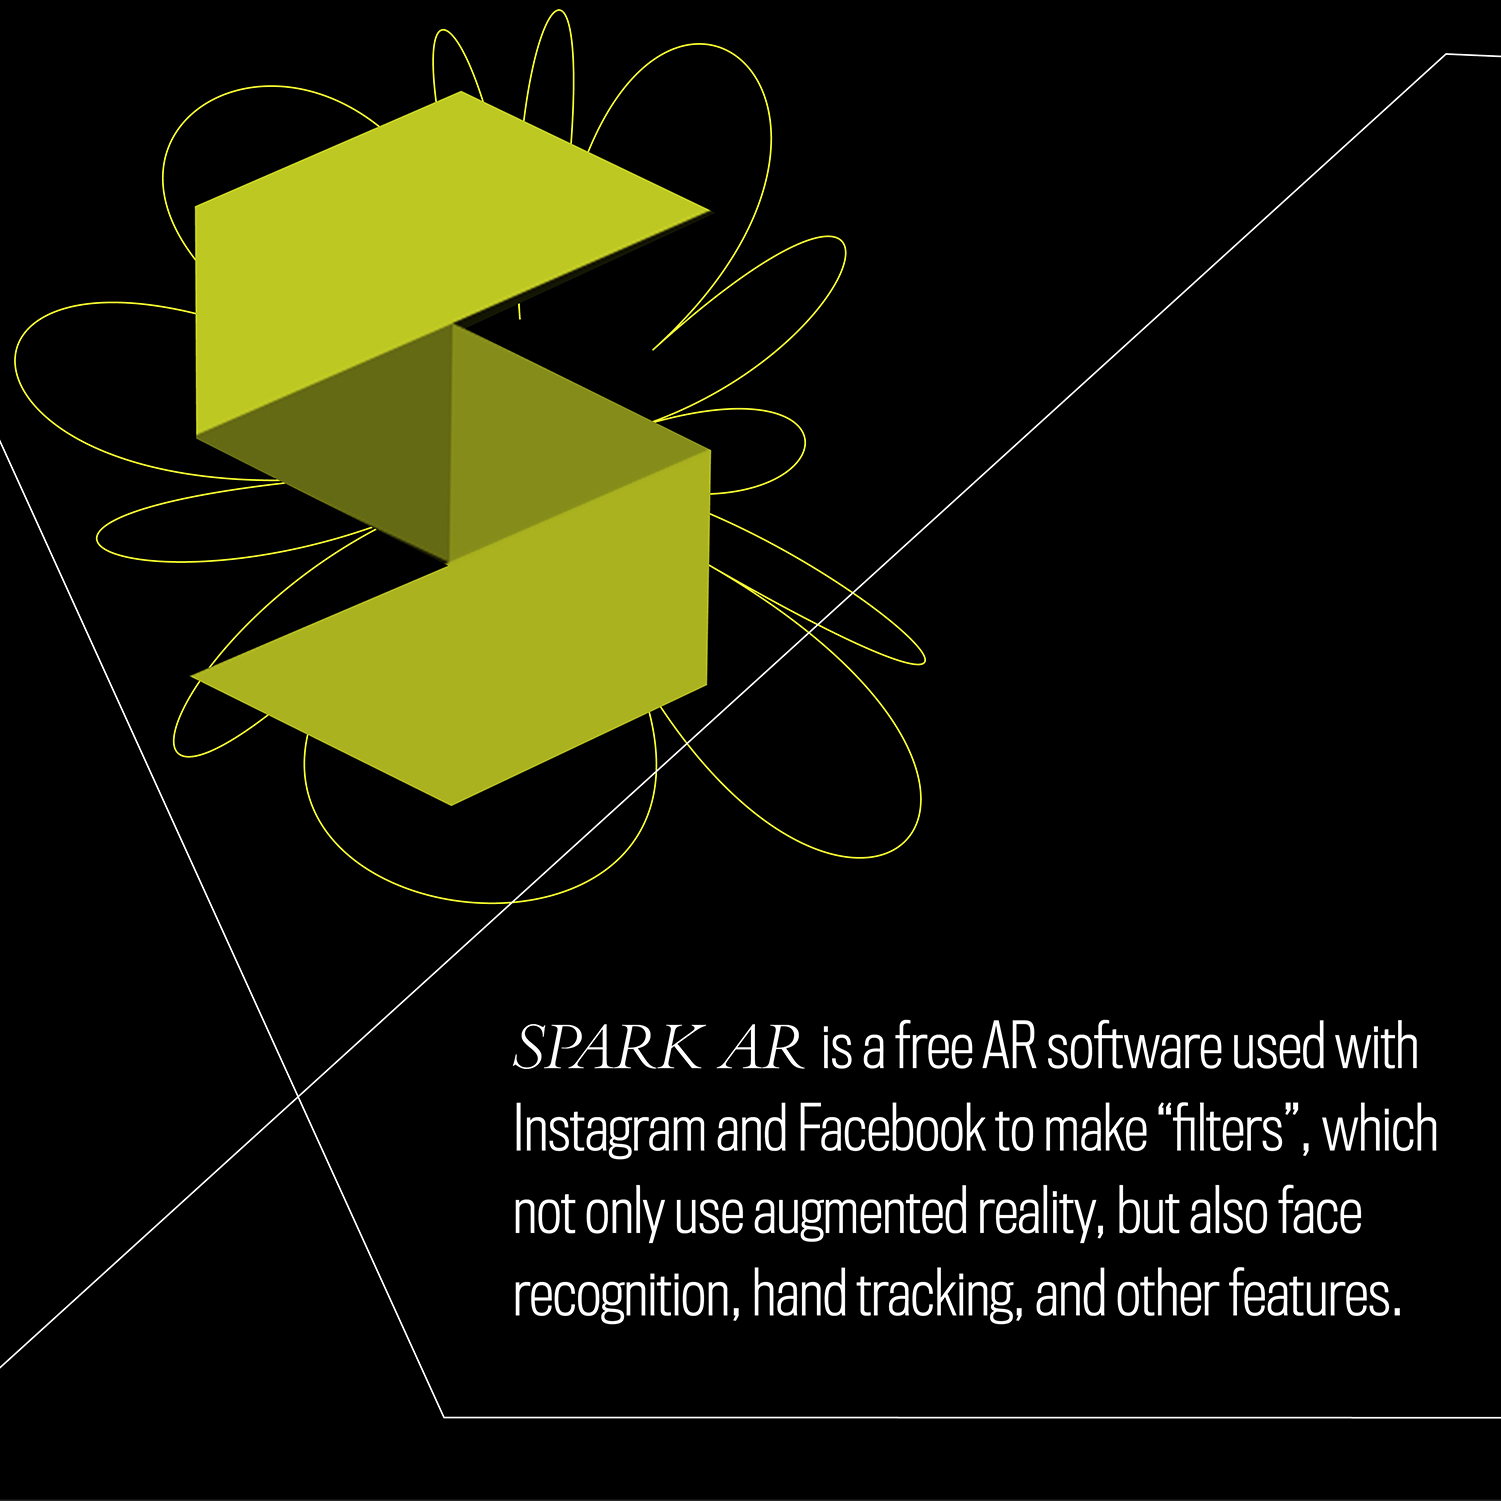 SPARK AR is a free AR software used with
Instagram and Facebook to make “filters”, which
not only use augmented reality, but also face
recognition, hand tracking, and other features.